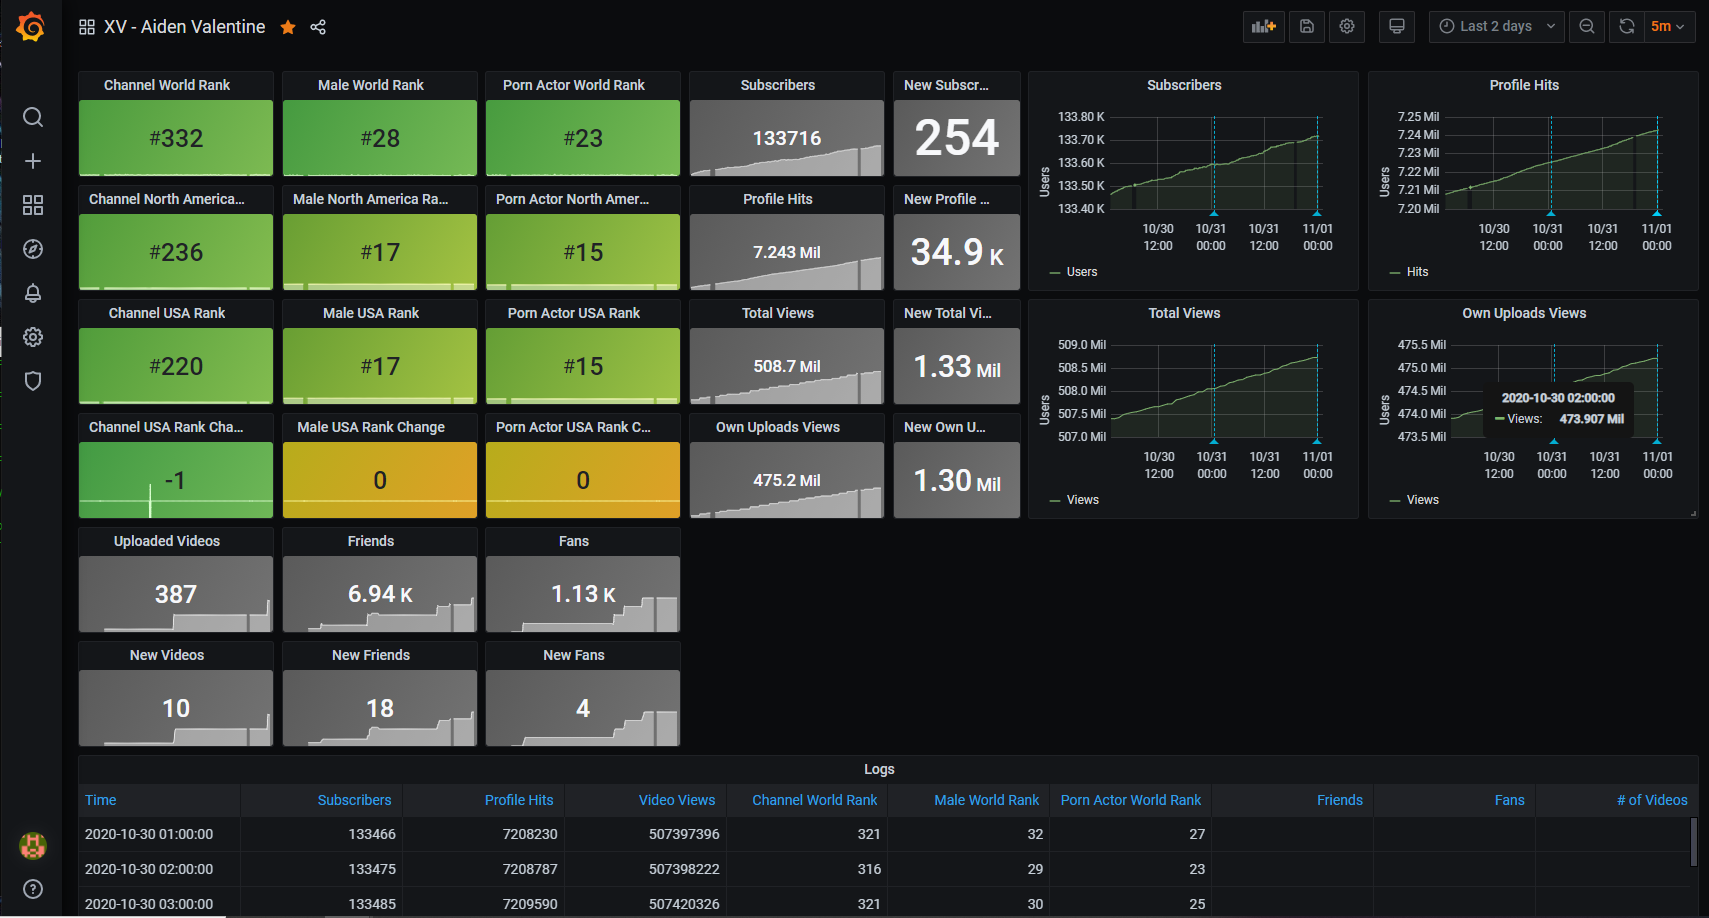 XV - Aiden Valentine
Last 2 days
5m
Channel World Rank
#332
Male World Rank
#28
Porn Actor World Rank
#23
Subscribers
133716
New Subscr...
254
Channel North America...
#236
Male North America Ra...
#17
Porn Actor North Amer...
#15
Profile Hits
7.243 Mil
New Profile ...
34.9 K
Channel USA Rank
#220
Male USA Rank
#17
Porn Actor USA Rank
#15
Total Views
508.7 Mil
New Total Vi...
1.33 Mil
Channel USA Rank Cha...
-1
Male USA Rank Change
0
Porn Actor USA Rank C...
0
Own Uploads Views
475.2 Mil
New Own U...
1.30 Mil
Uploaded Videos
387
Friends
6.94 K
Fans
1.13 K
New Videos
10
New Friends
18
New Fans
4
Subscribers
133.80 K
133.70 K
133.60 K
133.50 K
133.40 K
Users
10/30 12:00
10/31 00:00
10/31 12:00
11/01 00:00
Users
Profile Hits
7.25 Mil
7.24 Mil
7.23 Mil
7.22 Mil
7.21 Mil
7.20 Mil
Users
10/30 12:00
10/31 00:00
10/31 12:00
11/01 00:00
Hits
Total Views
509.0 Mil
508.5 Mil
508.0 Mil
507.5 Mil
507.0 Mil
Users
10/30 12:00
10/31 00:00
10/31 12:00
11/01 00:00
Views
Own Uploads Views
475.5 Mil
475.0 Mil
474.5 Mil
474.0 Mil
473.5 Mil
Users
2020-10-30 02:00:00
Views: 473.907 Mil
10/30 12:00
10/31 00:00
10/31 12:00
11/01 00:00
Views
Logs
Time Subscribers Profile Hits Video Views Channel World Rank Male World Rank Porn Actor World Rank Friends Fans # of Videos
2020-10-30 01:00:00 133466 7208230 507397396 321 32 27
2020-10-30 02:00:00 133475 7208787 507398222 316 29 23
2020-10-30 03:00:00 133485 7209590 507420326 321 30 25